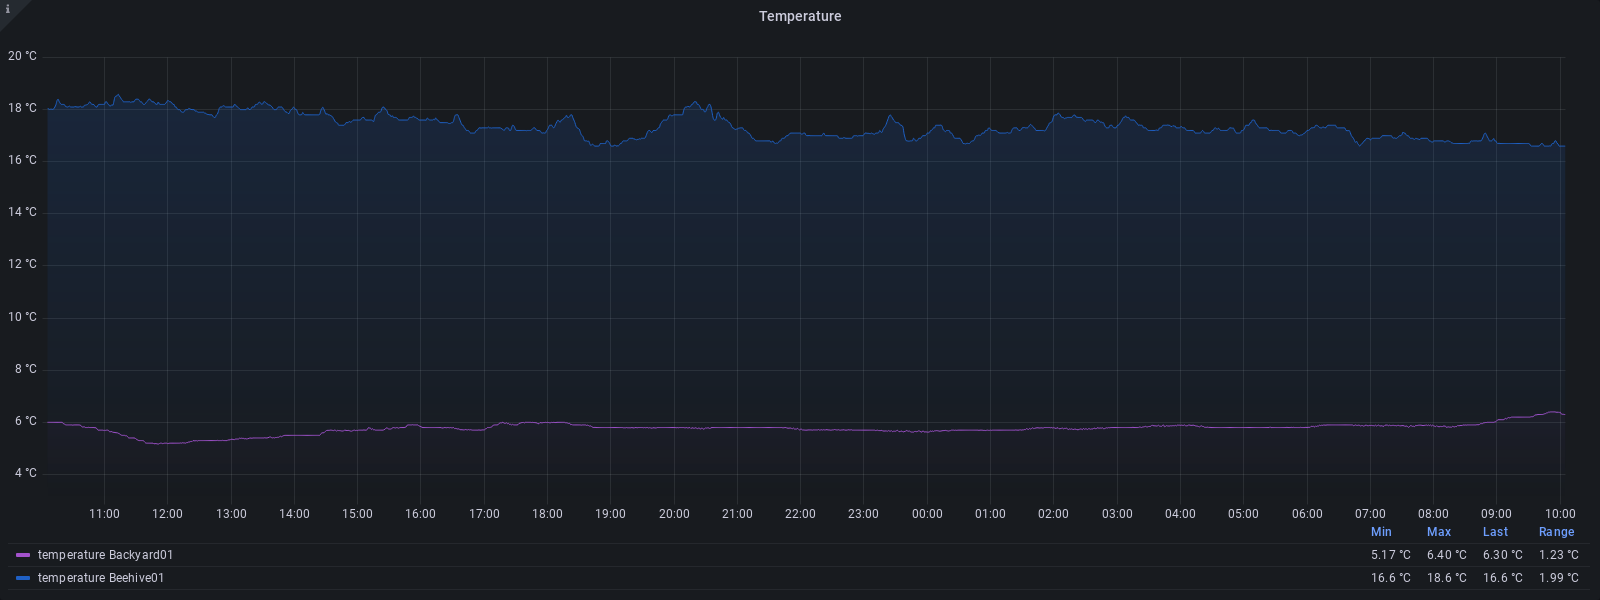 i
Temperature
20 °C
18 °C
16 °C
14 °C
12 °C
10 °C
8 °C
6 °C
4 °C
11:00 12:00 13:00 14:00 15:00 16:00 17:00 18:00 19:00 20:00 21:00 22:00 23:00 00:00 01:00 02:00 03:00 04:00 05:00 06:00 07:00 08:00 09:00 10:00
Min Max Last Range
temperature Backyard01 5.17 °C 6.40 °C 6.30 °C 1.23 °C
temperature Beehive01 16.6 °C 18.6 °C 16.6 °C 1.99 °C